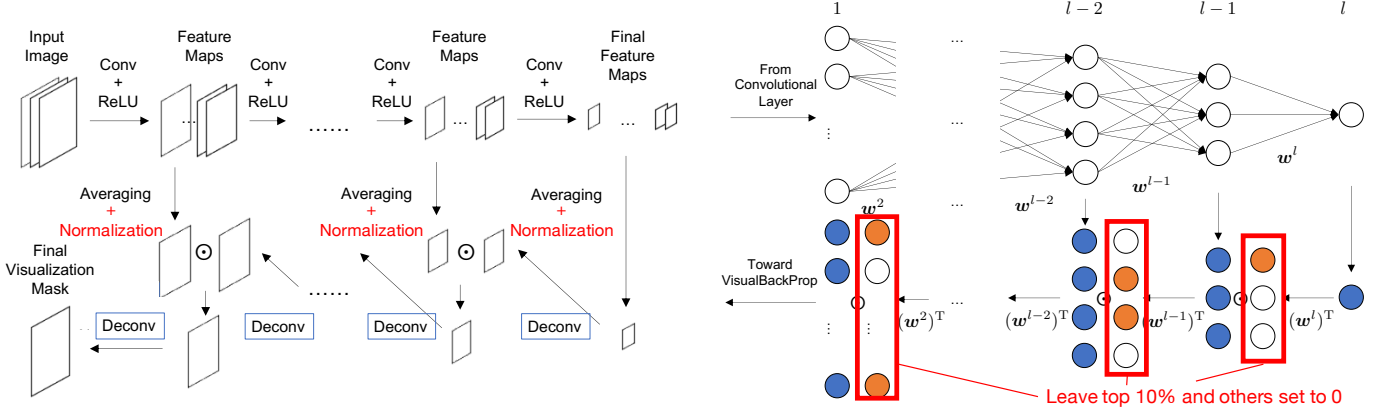 Input
Image
Conv
+
ReLU
Feature
Maps
...
Conv
+
ReLU
......
Conv
+
ReLU
Feature
Maps
...
Conv
+
ReLU
Final
Feature
Maps
...
Averaging
+
Normalization
Averaging
+
Normalization
Averaging
+
Normalization
⊙
⊙
Final
Visualization
Mask
......
Deconv
Deconv
Deconv
Deconv
1
l − 2
l − 1
l
...
...
...
From
Convolutional
Layer
⋮
w^2
w^{l−2}
w^{l−1}
w^l
Toward
VisualBackProp
⊙
⊙
⊙
...
⋮
⋮
(w^2)^T
(w^{l−2})^T
(w^{l−1})^T
(w^l)^T
Leave top 10% and others set to 0